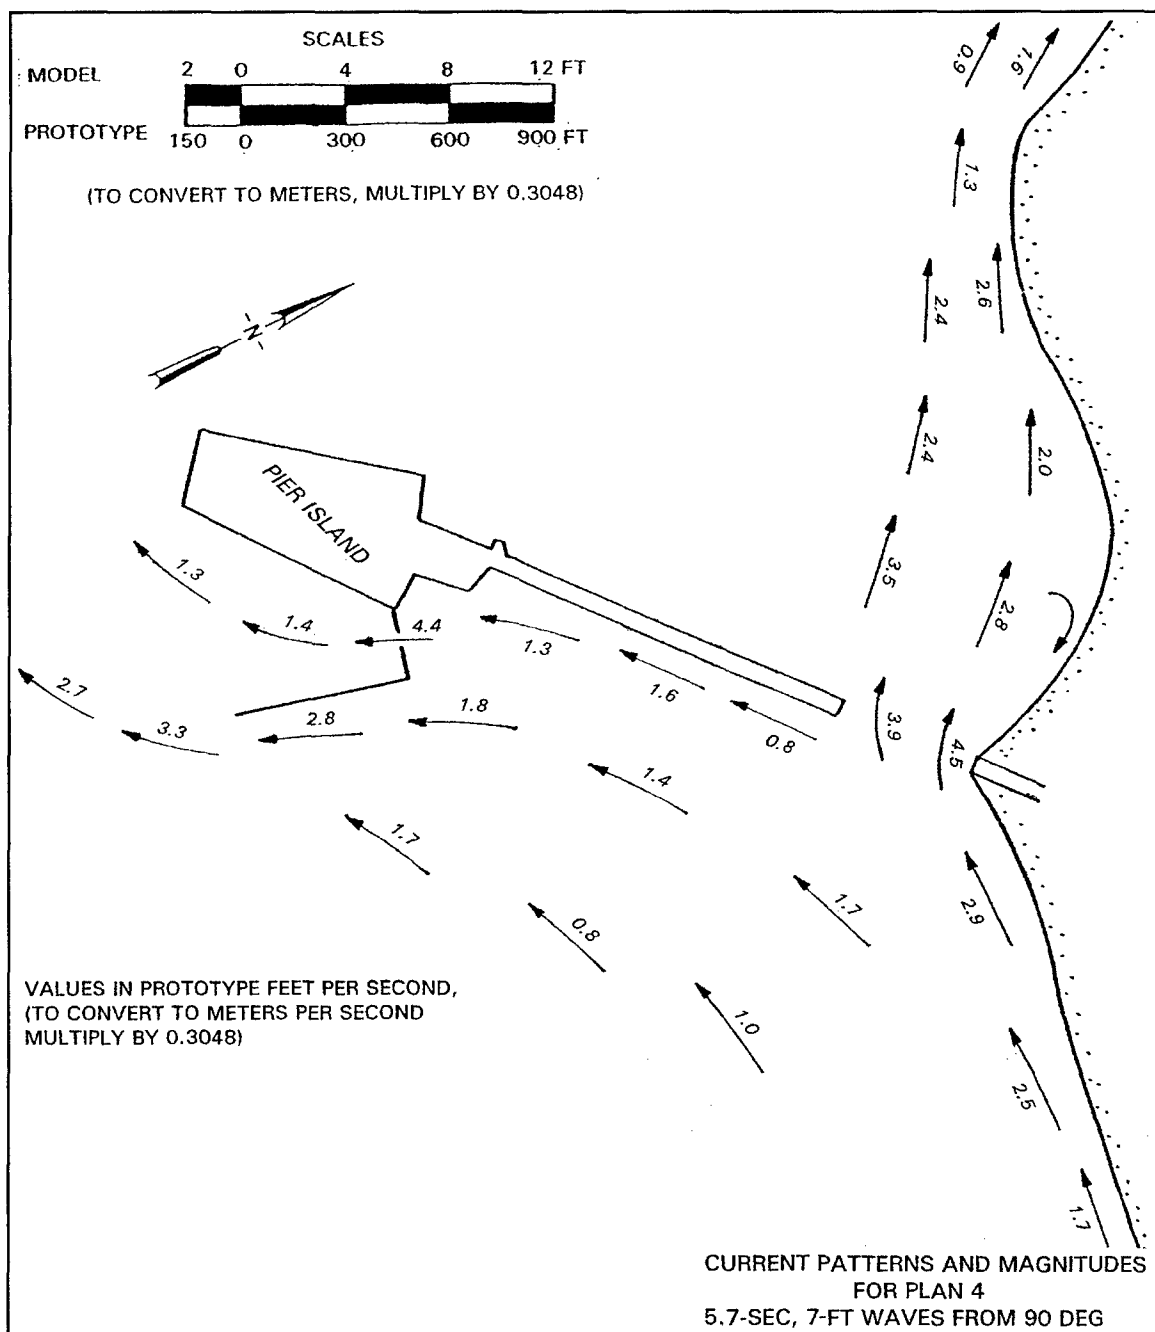 SCALES
MODEL
2 0 4 8 12 FT
PROTOTYPE
150 0 300 600 900 FT
(TO CONVERT TO METERS, MULTIPLY BY 0.3048)
0.9
1.6
1.3
2.6
2.4
-N-
2.4
2.0
PIER ISLAND
3.5
1.3
2.8
1.4
4.4
1.3
1.6
2.7
3.3
2.8
1.8
0.8
3.9
4.5
1.4
1.7
1.7
2.9
0.8
VALUES IN PROTOTYPE FEET PER SECOND,
(TO CONVERT TO METERS PER SECOND
MULTIPLY BY 0.3048)
1.0
2.5
1.7
CURRENT PATTERNS AND MAGNITUDES
FOR PLAN 4
5.7-SEC, 7-FT WAVES FROM 90 DEG